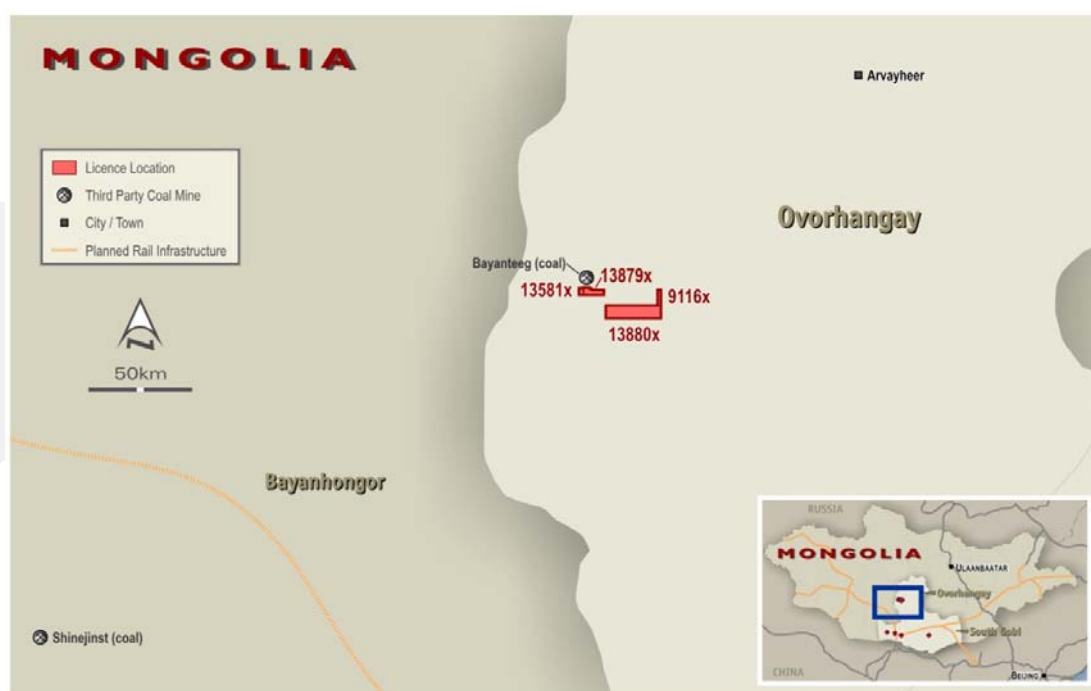 MONGOLIA
Arvayheer
Licence Location
Third Party Coal Mine
City / Town
Planned Rail Infrastructure
Ovorhangay
Bayanteeg (coal)
13879x
13581x
9116x
13880x
N
50km
Bayanhongor
Shinejinst (coal)
RUSSIA
MONGOLIA
ULAANBAATAR
Ovorhangay
South Gobi
CHINA
BEIJING